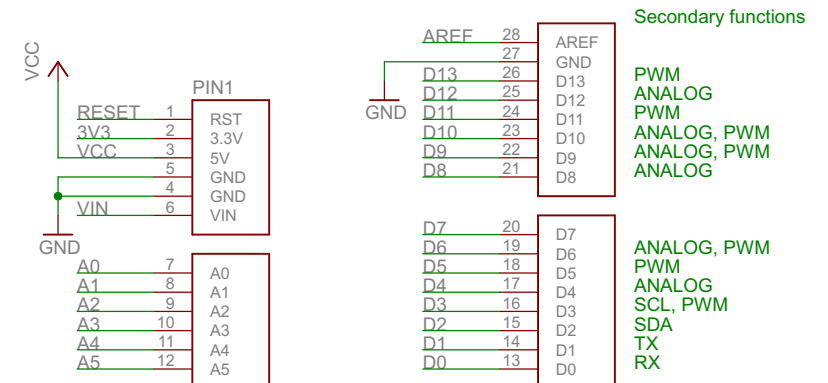 Secondary functions
AREF 28 AREF
27 GND
D13 26 D13 PWM
D12 25 D12 ANALOG
D11 24 D11 PWM
D10 23 D10 ANALOG, PWM
D9 22 D9 ANALOG, PWM
D8 21 D8 ANALOG
GND
VCC
PIN1
RESET 1 RST
3V3 2 3.3V
VCC 3 5V
5 GND
4 GND
VIN 6 VIN
GND
A0 7 A0
A1 8 A1
A2 9 A2
A3 10 A3
A4 11 A4
A5 12 A5
D7 20 D7
D6 19 D6 ANALOG, PWM
D5 18 D5 PWM
D4 17 D4 ANALOG
D3 16 D3 SCL, PWM
D2 15 D2 SDA
D1 14 D1 TX
D0 13 D0 RX